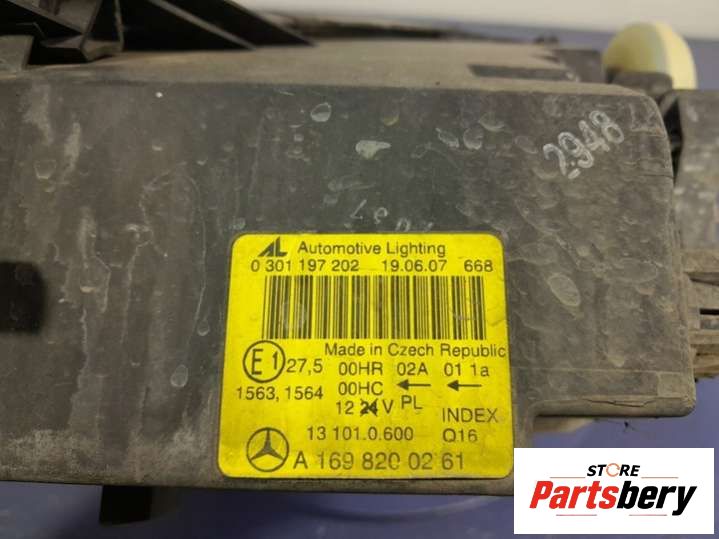 2948
AL Automotive Lighting
0 301 197 202 19.06.07 668
Made in Czech Republic
E1 27,5 00HR 02A 01 1a
1563, 1564 00HC ← ←
12 24 V PL INDEX
13 101.0.600 Q16
A 169 820 02 61
STORE
Partsbery